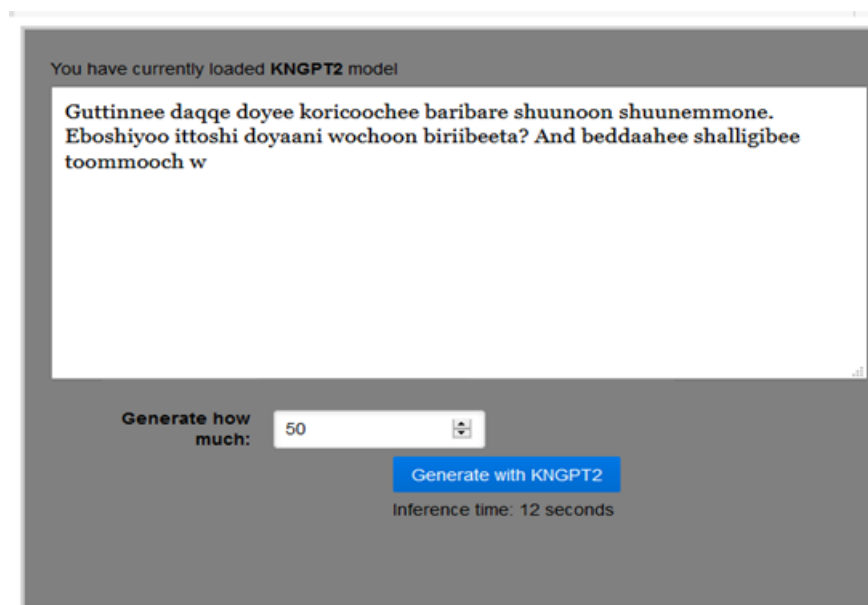 You have currently loaded KNGPT2 model
Guttinnee daqqe doyee koricoochee baribare shuunoon shuunemmone.
Eboshiyoo ittoshi doyaani wochoon biriibeeta? And beddaahee shalligibee
toommooch w
Generate how
much:
50
Generate with KNGPT2
Inference time: 12 seconds